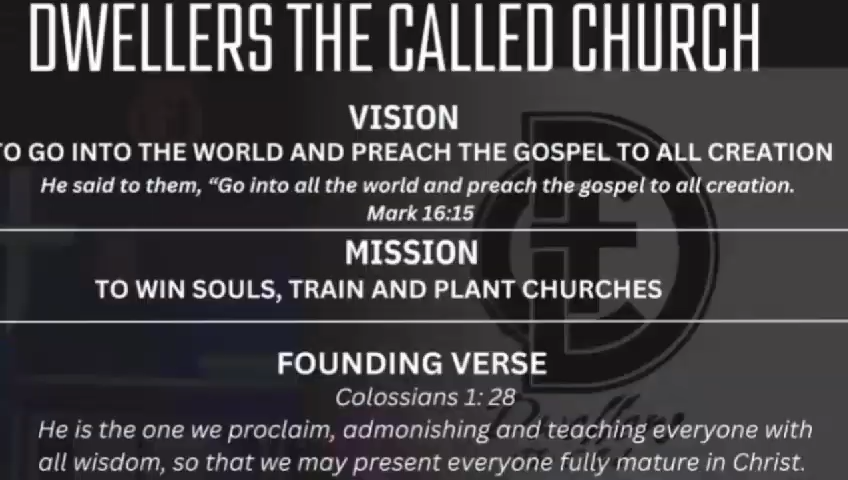 DWELLERS THE CALLED CHURCH
VISION
TO GO INTO THE WORLD AND PREACH THE GOSPEL TO ALL CREATION
He said to them, “Go into all the world and preach the gospel to all creation.
Mark 16:15
MISSION
TO WIN SOULS, TRAIN AND PLANT CHURCHES
FOUNDING VERSE
Colossians 1: 28
Dwellers
He is the one we proclaim, admonishing and teaching everyone with
all wisdom, so that we may present everyone fully mature in Christ.